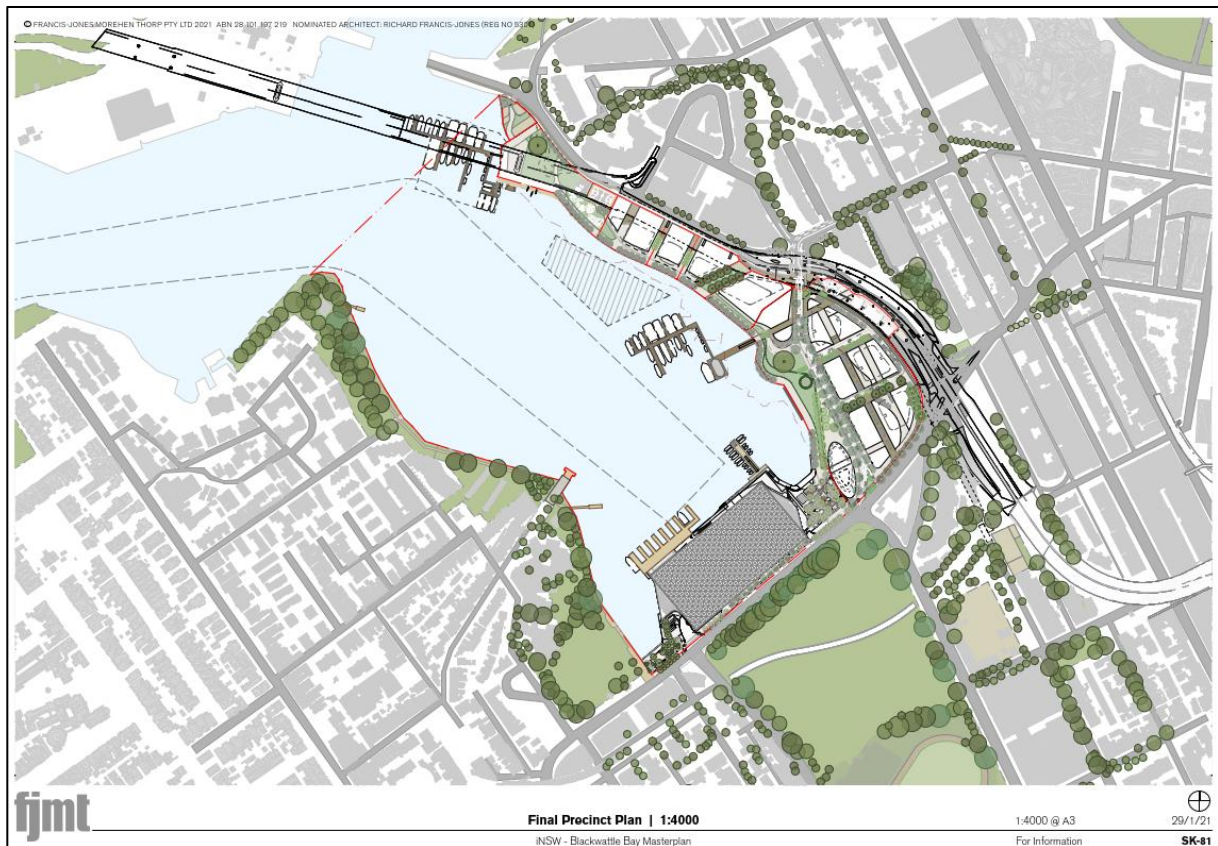 © FRANCIS-JONES MOREHEN THORP PTY LTD 2021 ABN 28 101 197 219 NOMINATED ARCHITECT: RICHARD FRANCIS-JONES (REG NO 5301)
BTC
fjmt
Final Precinct Plan | 1:4000
1:4000 @ A3
29/1/21
iNSW - Blackwattle Bay Masterplan
For Information
SK-81